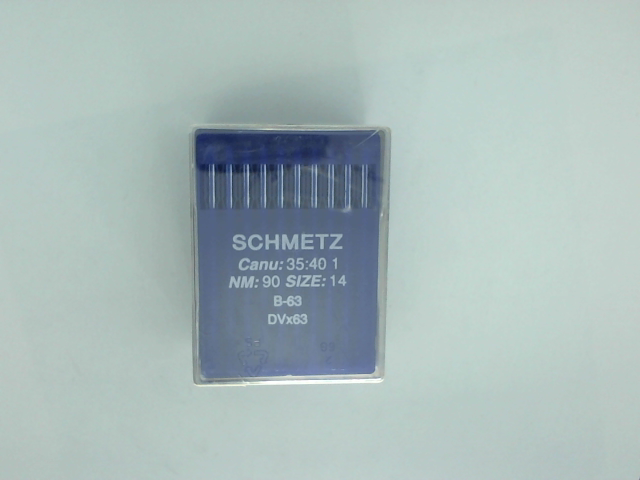 SCHMETZ
Canu: 35:40 1
NM: 90 SIZE: 14
B-63
DVx63